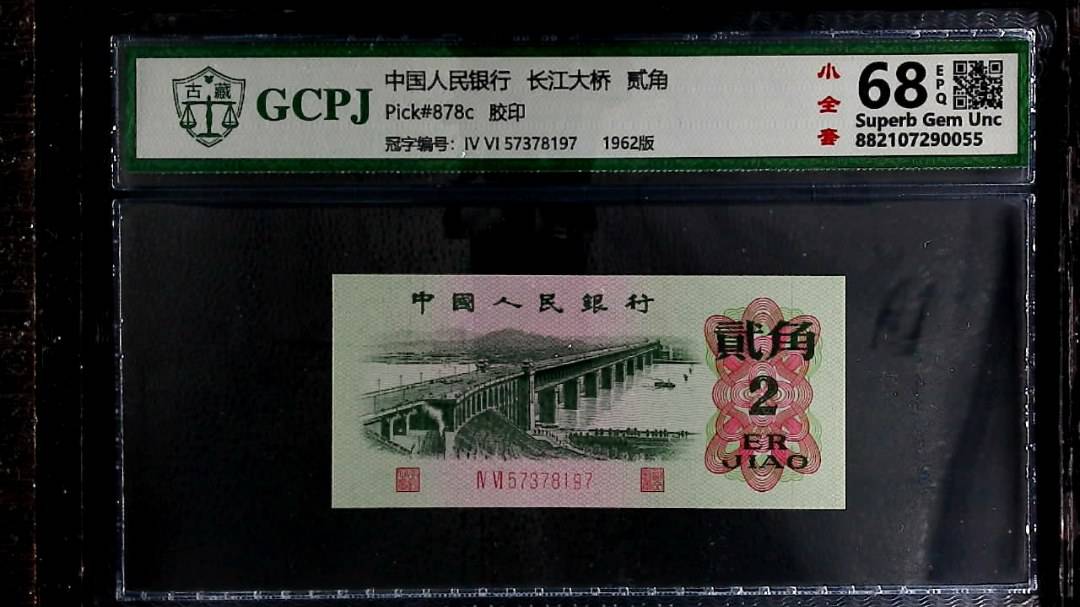 古 藏
GCPJ
中国人民银行 长江大桥 贰角
Pick#878c 胶印
冠字编号: IV VI 57378197 1962版
小全套
68
EPQ
Superb Gem Unc
882107290055
中國人民銀行
貳角
2
ER
JIAO
IV VI 57378197